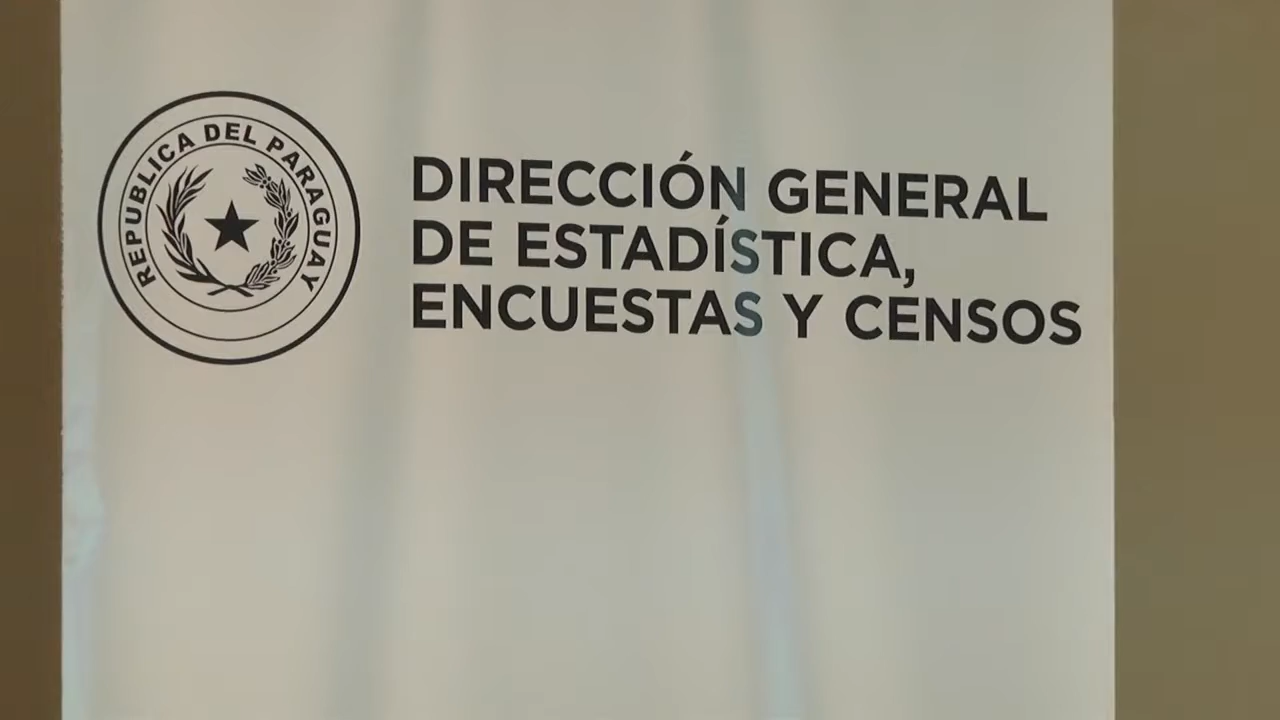 REPUBLICA DEL PARAGUAY
DIRECCIÓN GENERAL
DE ESTADÍSTICA,
ENCUESTAS Y CENSOS